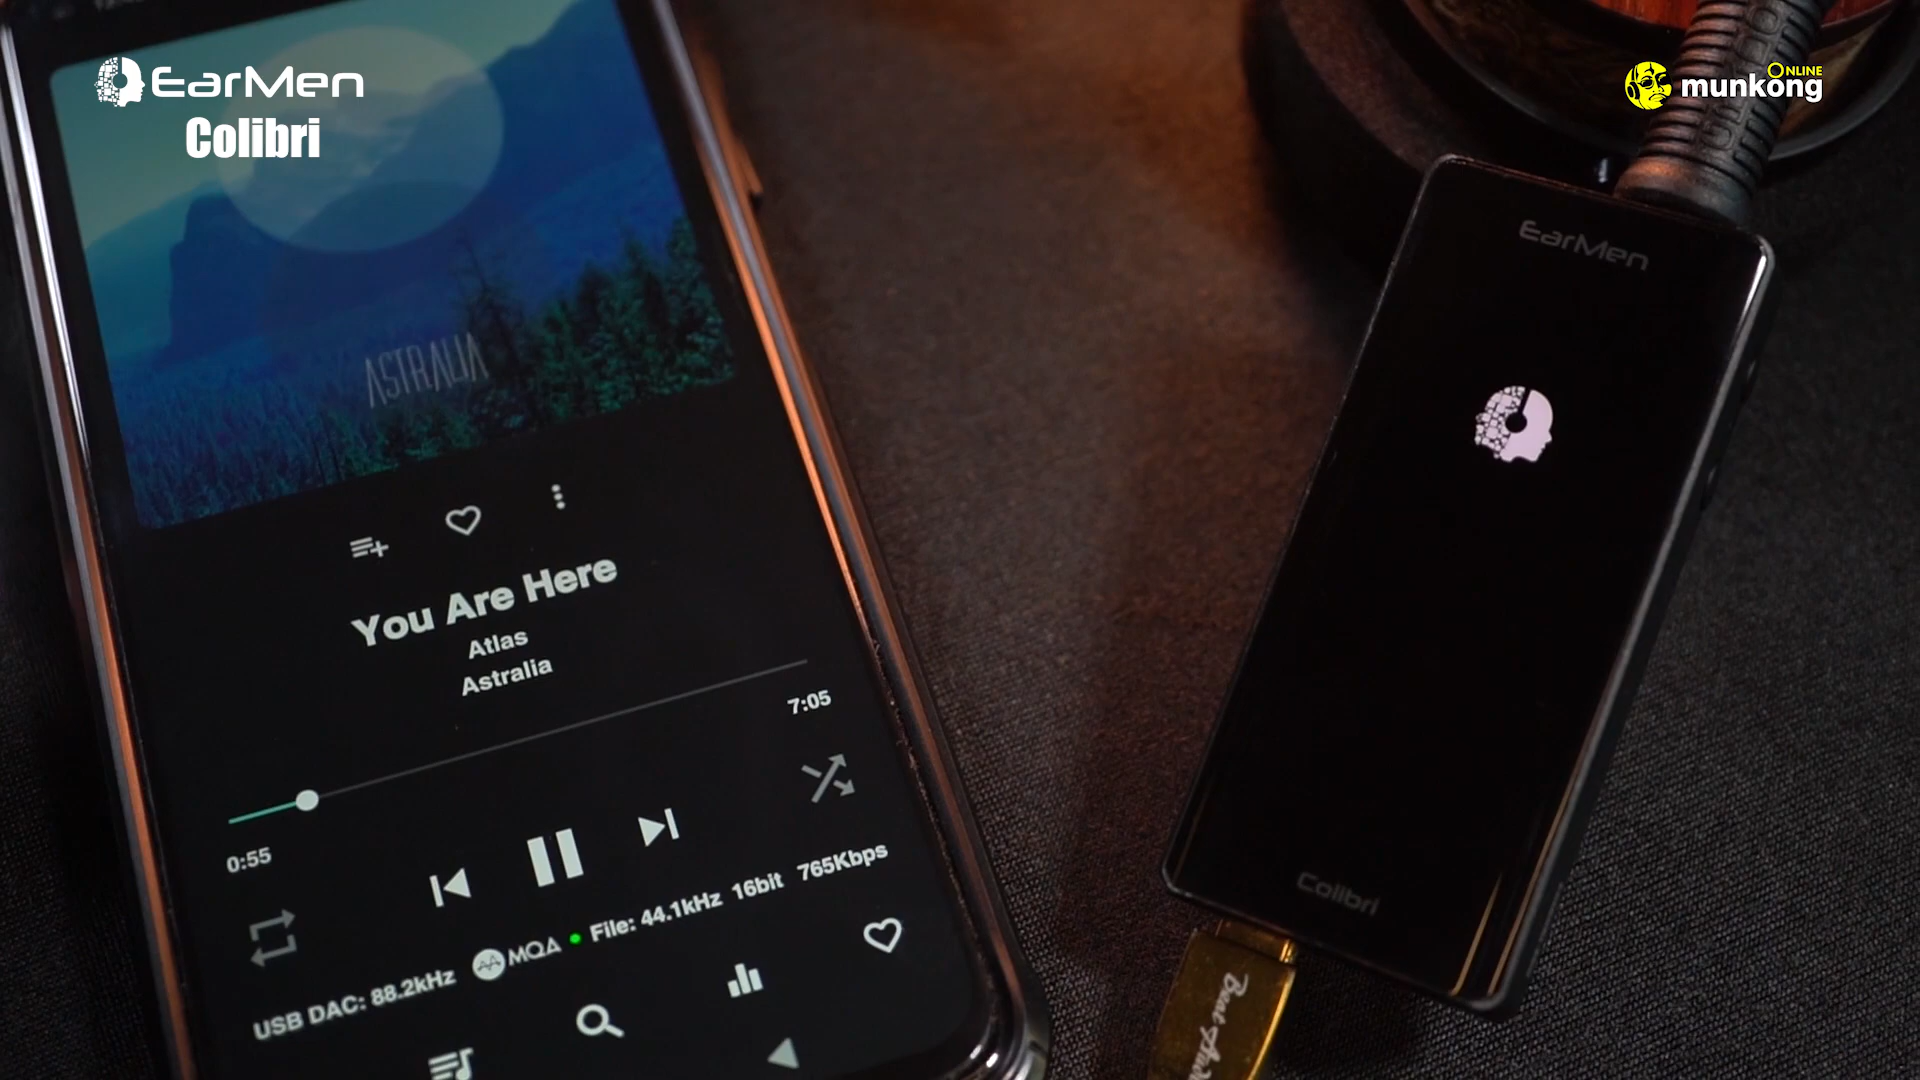 EarMen
Colibri
ONLINE
munkong
ASTRALIA
You Are Here
Atlas
Astralia
7:05
0:55
USB DAC: 88.2kHz MQA File: 44.1kHz 16bit 765Kbps
EarMen
Colibri